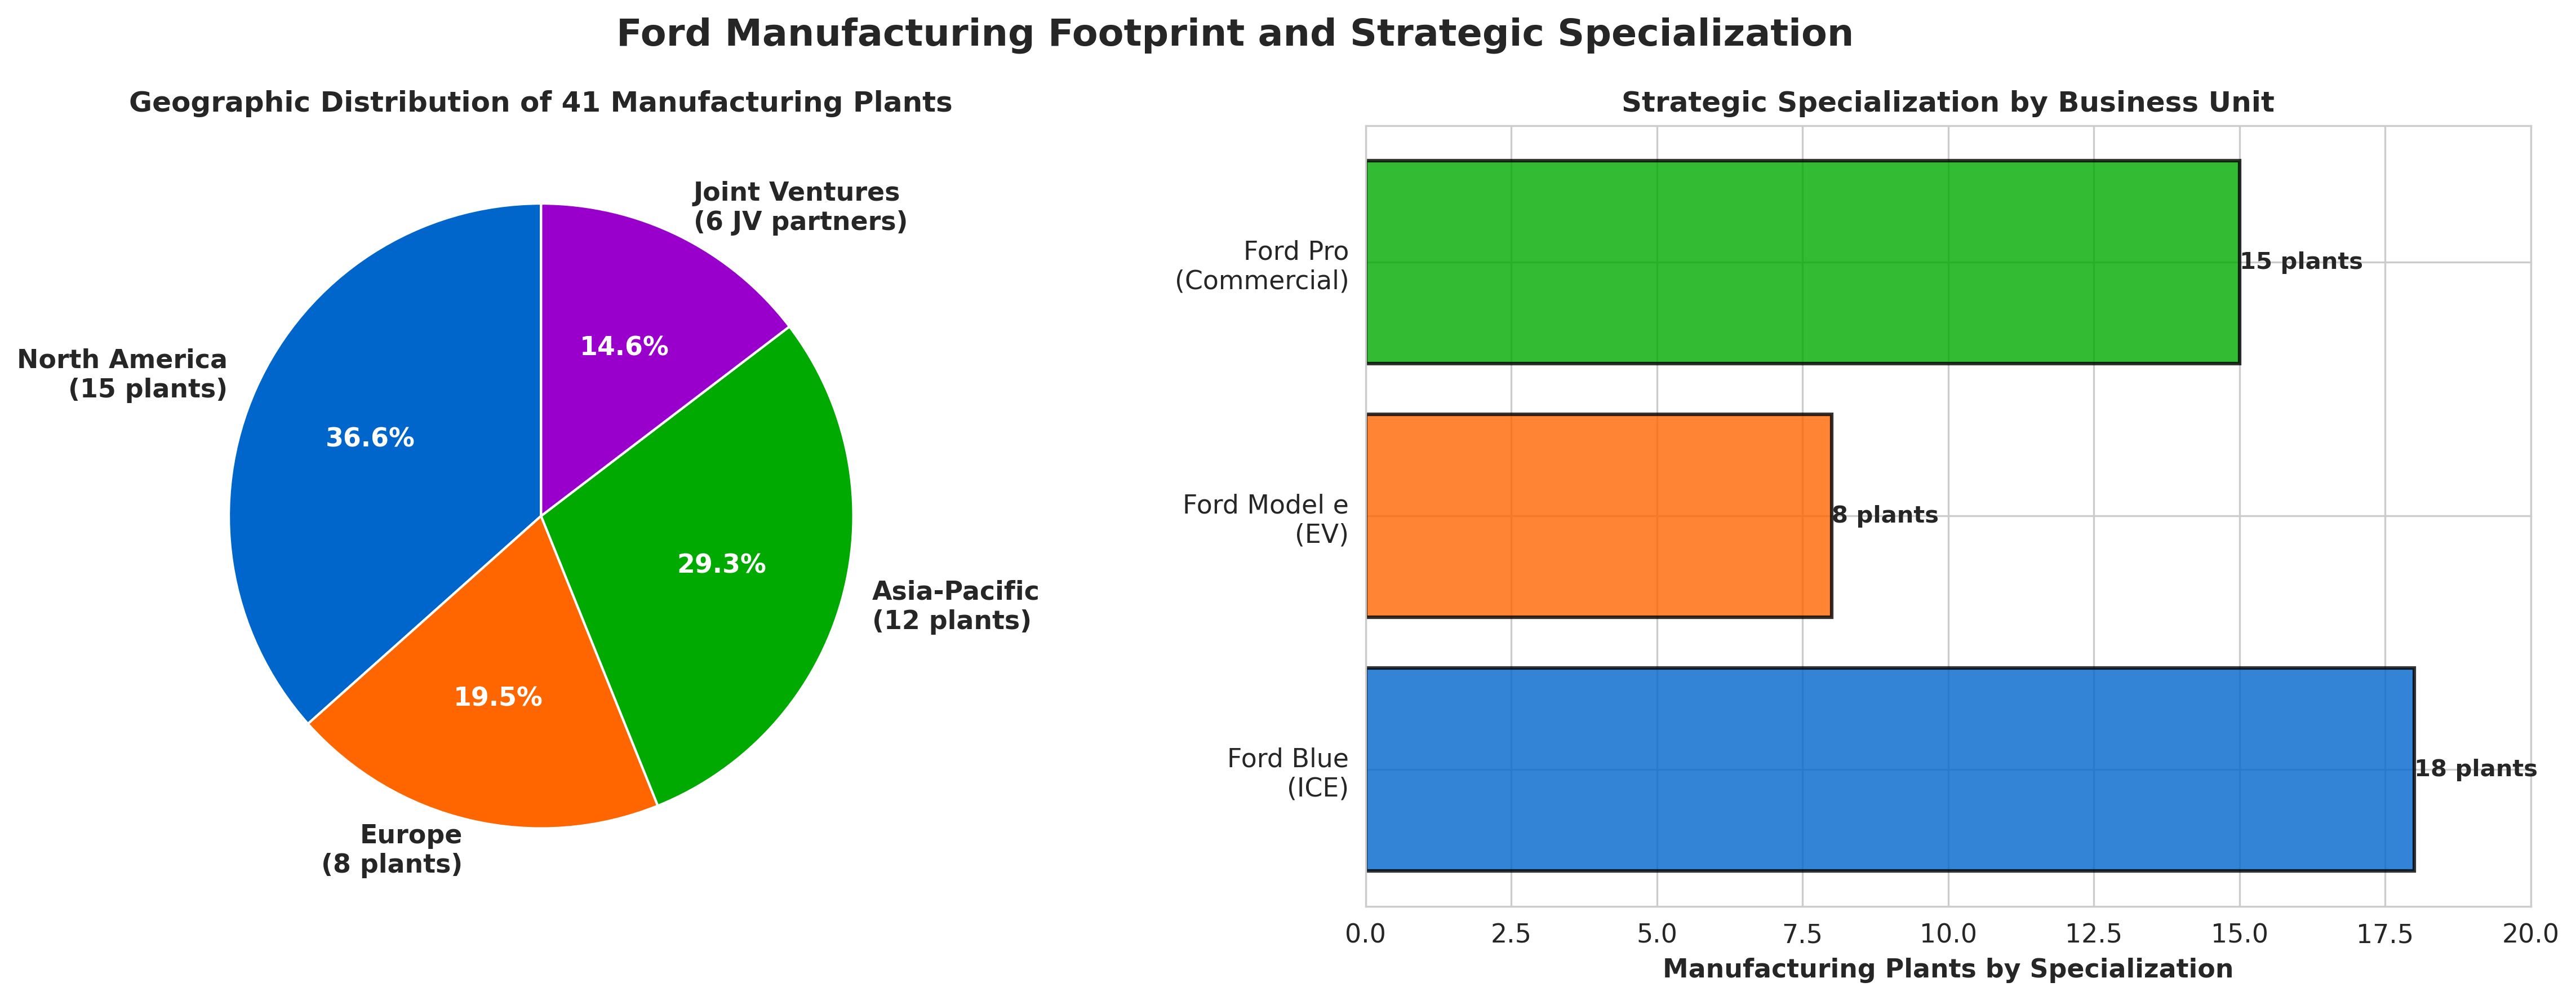 Ford Manufacturing Footprint and Strategic Specialization
Geographic Distribution of 41 Manufacturing Plants
Joint Ventures
(6 JV partners)
14.6%
North America
(15 plants)
36.6%
29.3%
Asia-Pacific
(12 plants)
19.5%
Europe
(8 plants)
Strategic Specialization by Business Unit
Ford Pro
(Commercial)
15 plants
Ford Model e
(EV)
8 plants
Ford Blue
(ICE)
18 plants
0.0 2.5 5.0 7.5 10.0 12.5 15.0 17.5 20.0
Manufacturing Plants by Specialization